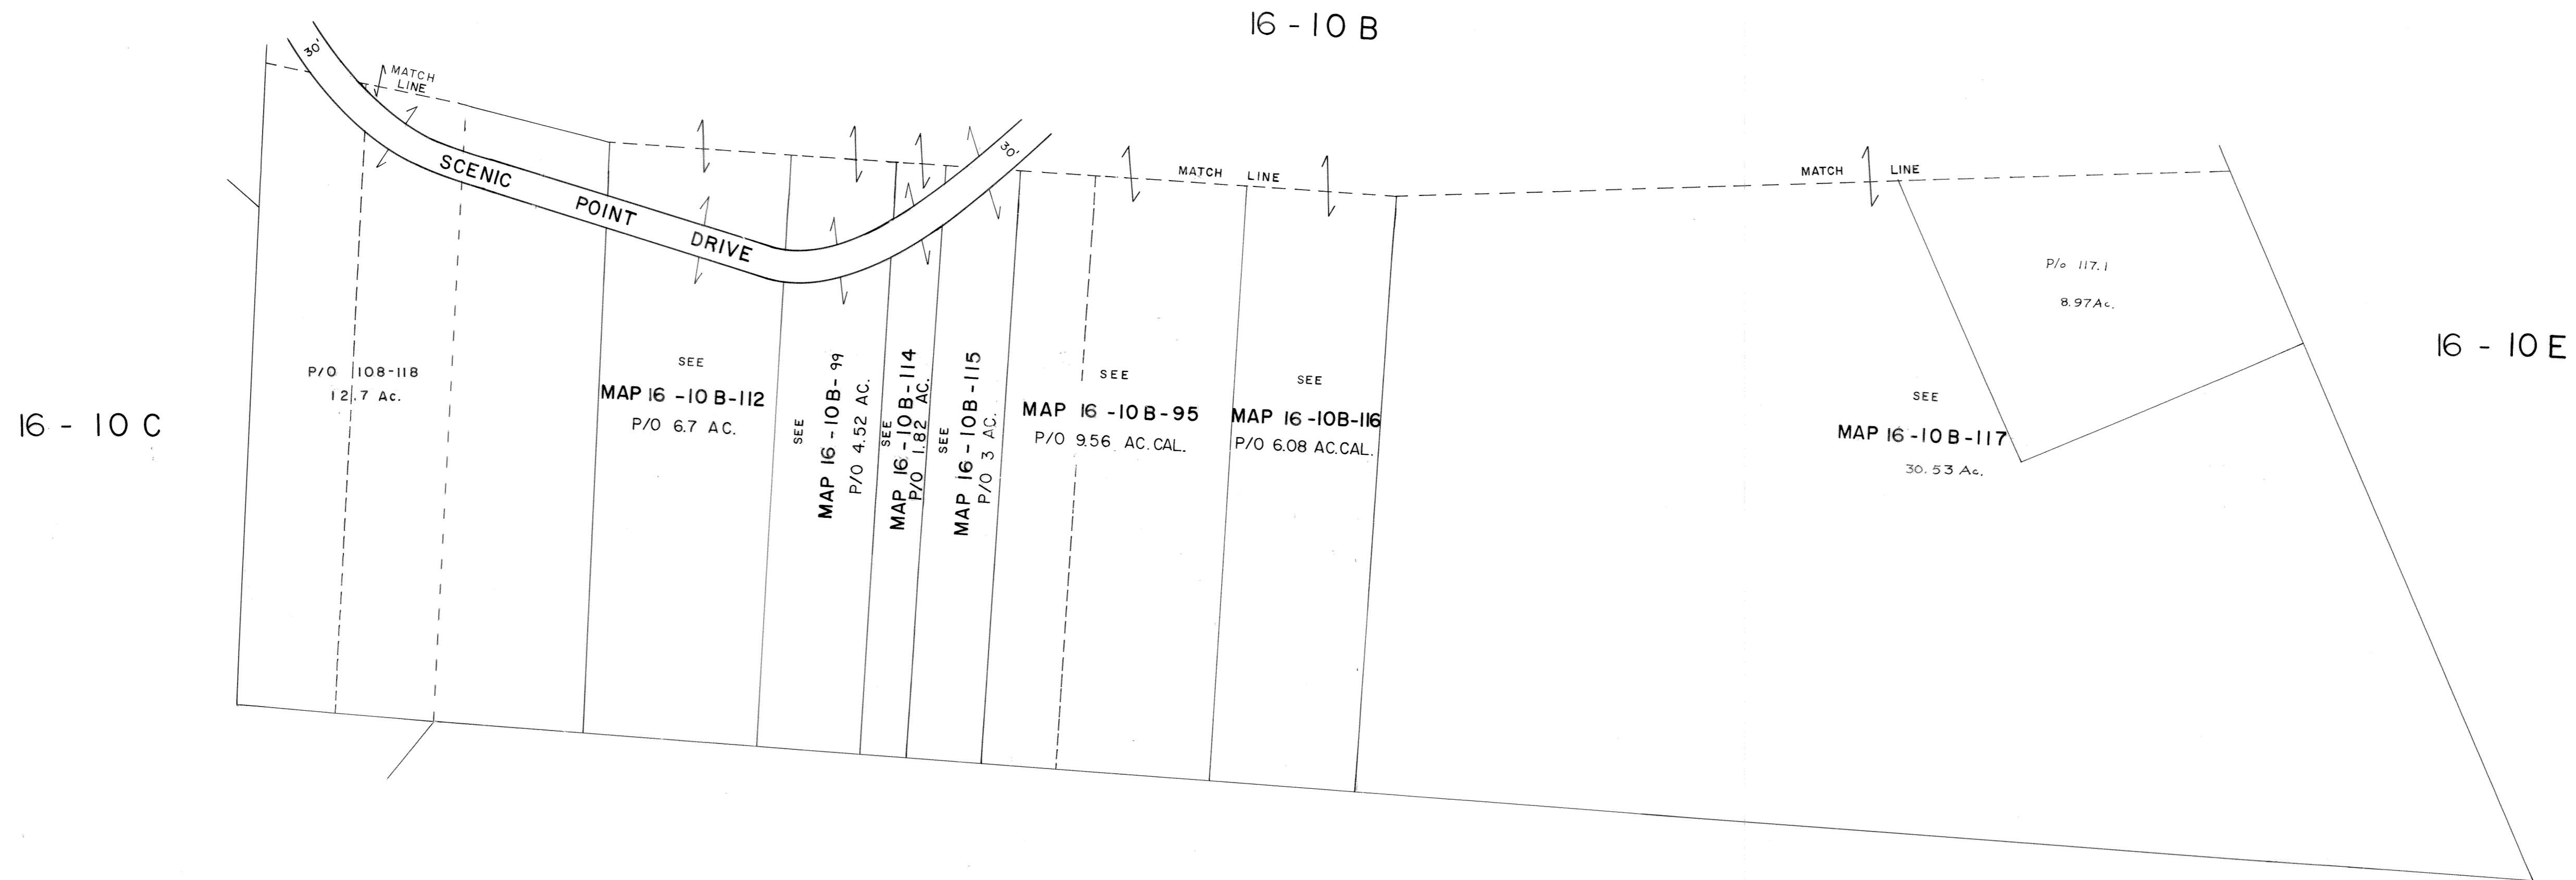 16 - 10 B
30'
MATCH
LINE
SCENIC POINT DRIVE
30'
MATCH LINE
MATCH LINE
P/o 117.1
8.97 Ac.
16 - 10 E
16 - 10 C
P/O 108-118
12.7 Ac.
SEE
MAP 16 - 10 B - 112
P/O 6.7 AC.
SEE
MAP 16 - 10B - 99
P/O 4.52 AC.
SEE
MAP 16 - 10B - 114
P/O 1.82 AC.
SEE
MAP 16 - 10B - 115
P/O 3 AC.
SEE
MAP 16 - 10 B - 95
P/O 9.56 AC. CAL.
SEE
MAP 16 - 10B - 116
P/O 6.08 AC. CAL.
SEE
MAP 16 - 10 B - 117
30.53 Ac.